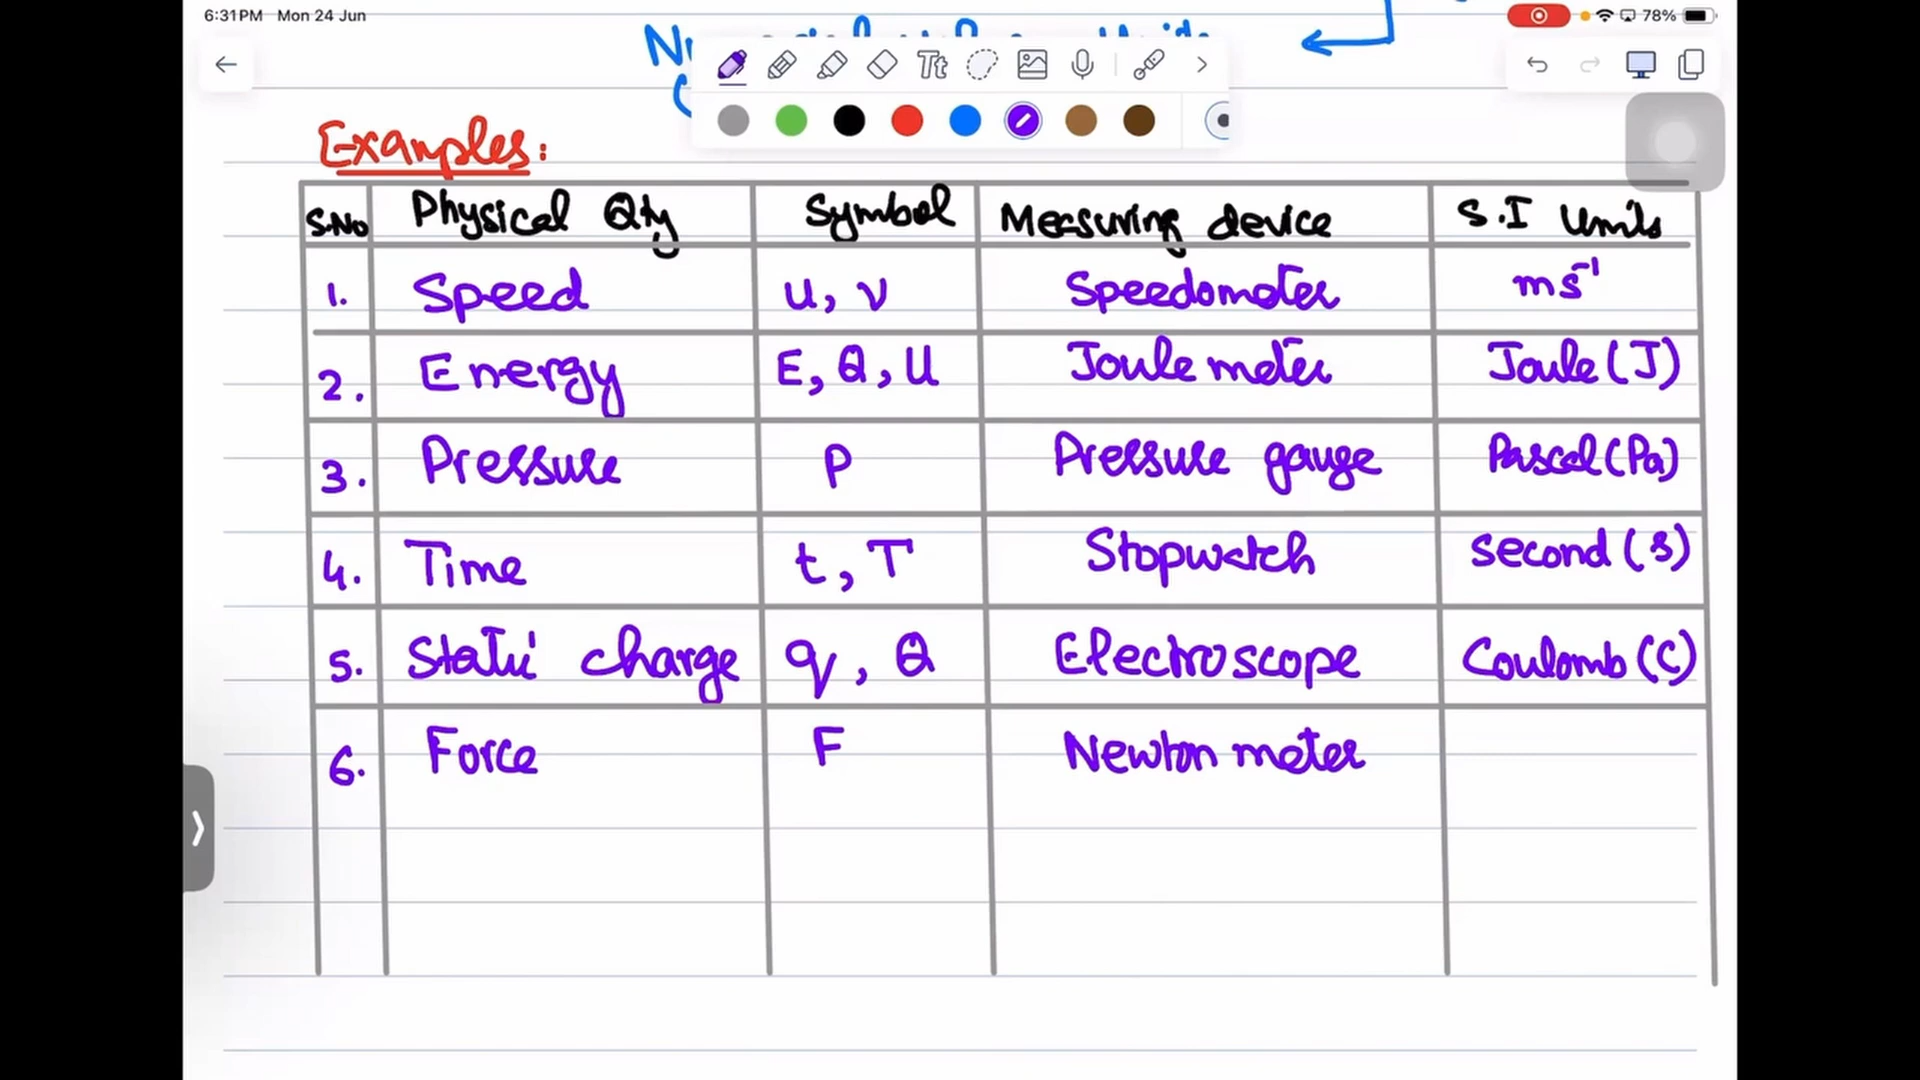 6:31PM Mon 24 Jun
78%
Tt
Examples:
S.No Physical Qty Symbol Measuring device S.I Units
1. Speed u, v Speedometer ms⁻¹
2. Energy E, Q, U Joule meter Joule (J)
3. Pressure P Pressure gauge Pascal (Pa)
4. Time t, T Stopwatch second (s)
5. Static charge q, Q Electroscope Coulomb (C)
6. Force F Newton meter